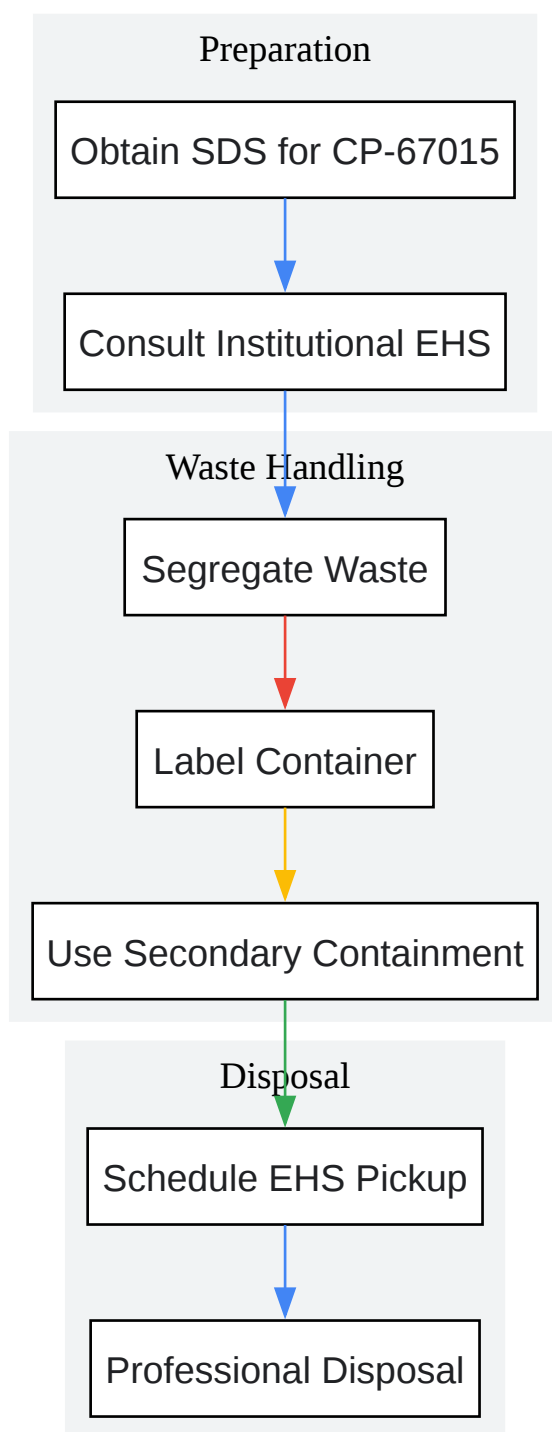 Preparation
Obtain SDS for CP-67015
Consult Institutional EHS
Waste Handling
Segregate Waste
Label Container
Use Secondary Containment
Disposal
Schedule EHS Pickup
Professional Disposal